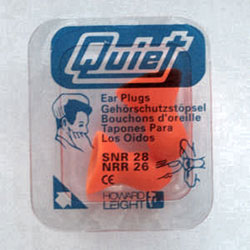 Quiet
Ear Plugs
Gehörschutzstöpsel
Bouchons d'oreille
Tapones Para
Los Oidos
SNR 28
NRR 26
CE
HOWARD
LEIGHT